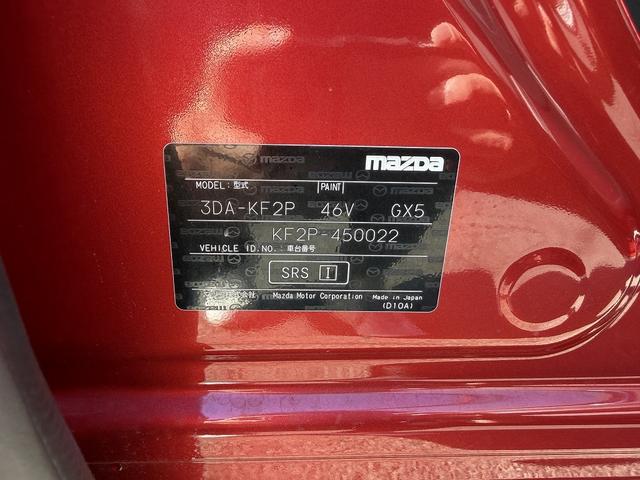 mazda
MODEL: 型式 PAINT
3DA-KF2P 46V GX5
KF2P-450022
VEHICLE ID.NO.: 車台番号
SRS I
Mazda Motor Corporation Made in Japan
(D10A)